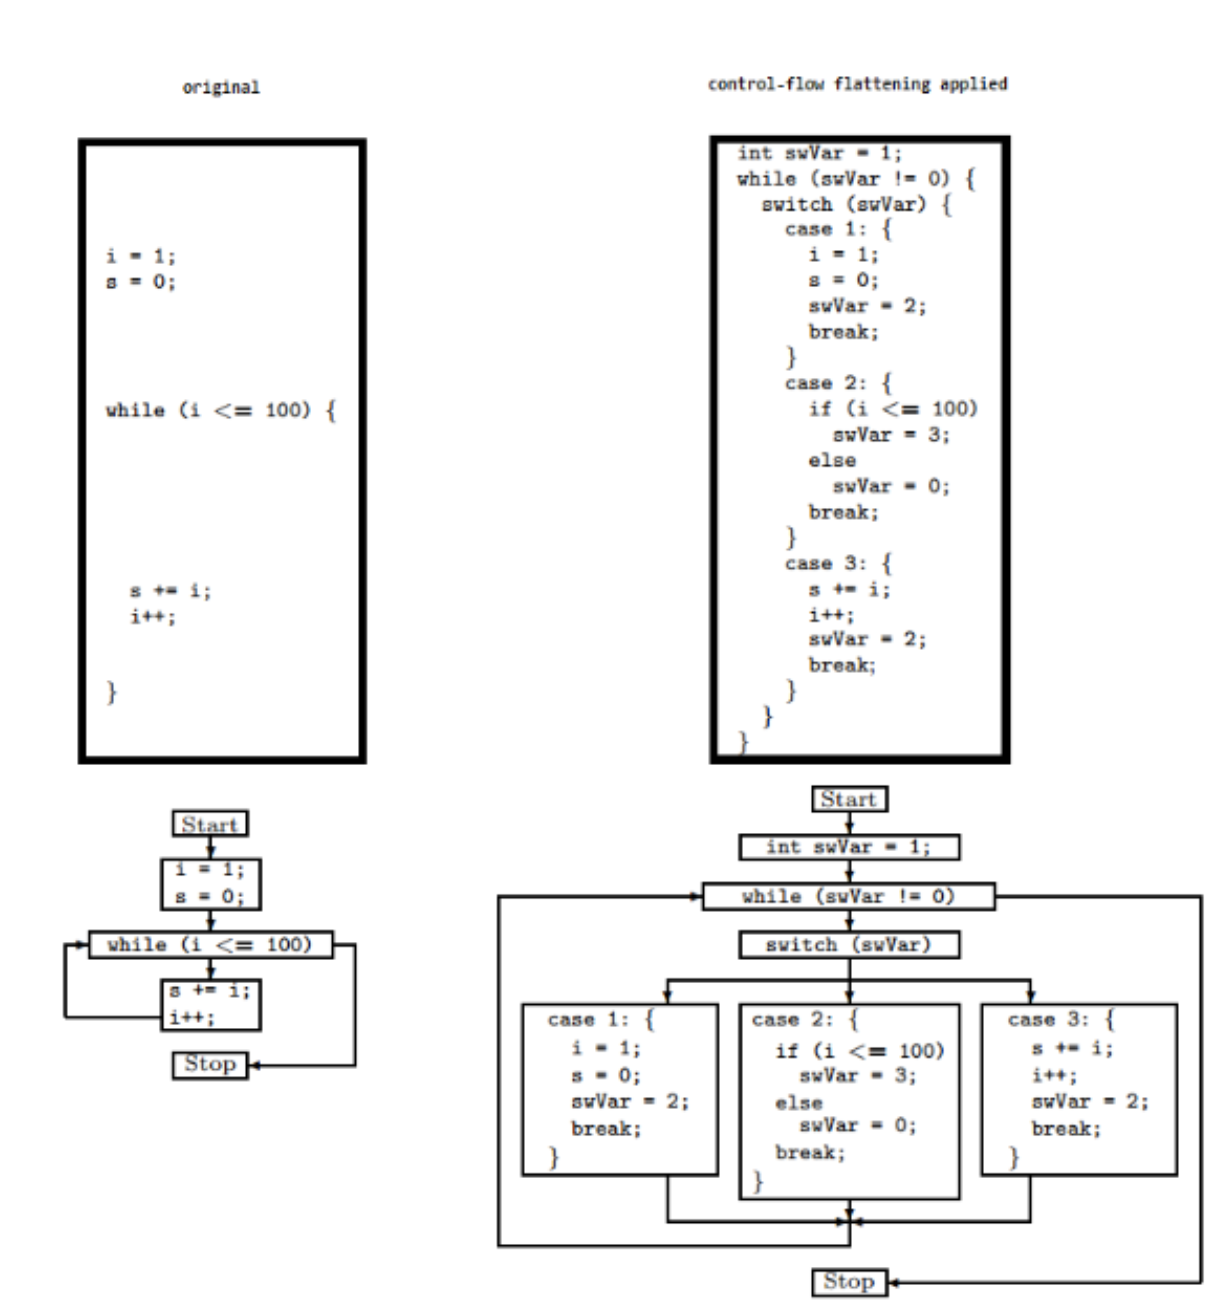 original
i = 1;
s = 0;
while (i <= 100) {
s += i;
i++;
}
control-flow flattening applied
int swVar = 1;
while (swVar != 0) {
switch (swVar) {
case 1: {
i = 1;
s = 0;
swVar = 2;
break;
}
case 2: {
if (i <= 100)
swVar = 3;
else
swVar = 0;
break;
}
case 3: {
s += i;
i++;
swVar = 2;
break;
}
}
}
Start
i = 1;
s = 0;
while (i <= 100)
s += i;
i++;
Stop
Start
int swVar = 1;
while (swVar != 0)
switch (swVar)
case 1: {
i = 1;
s = 0;
swVar = 2;
break;
}
case 2: {
if (i <= 100)
swVar = 3;
else
swVar = 0;
break;
}
case 3: {
s += i;
i++;
swVar = 2;
break;
}
Stop